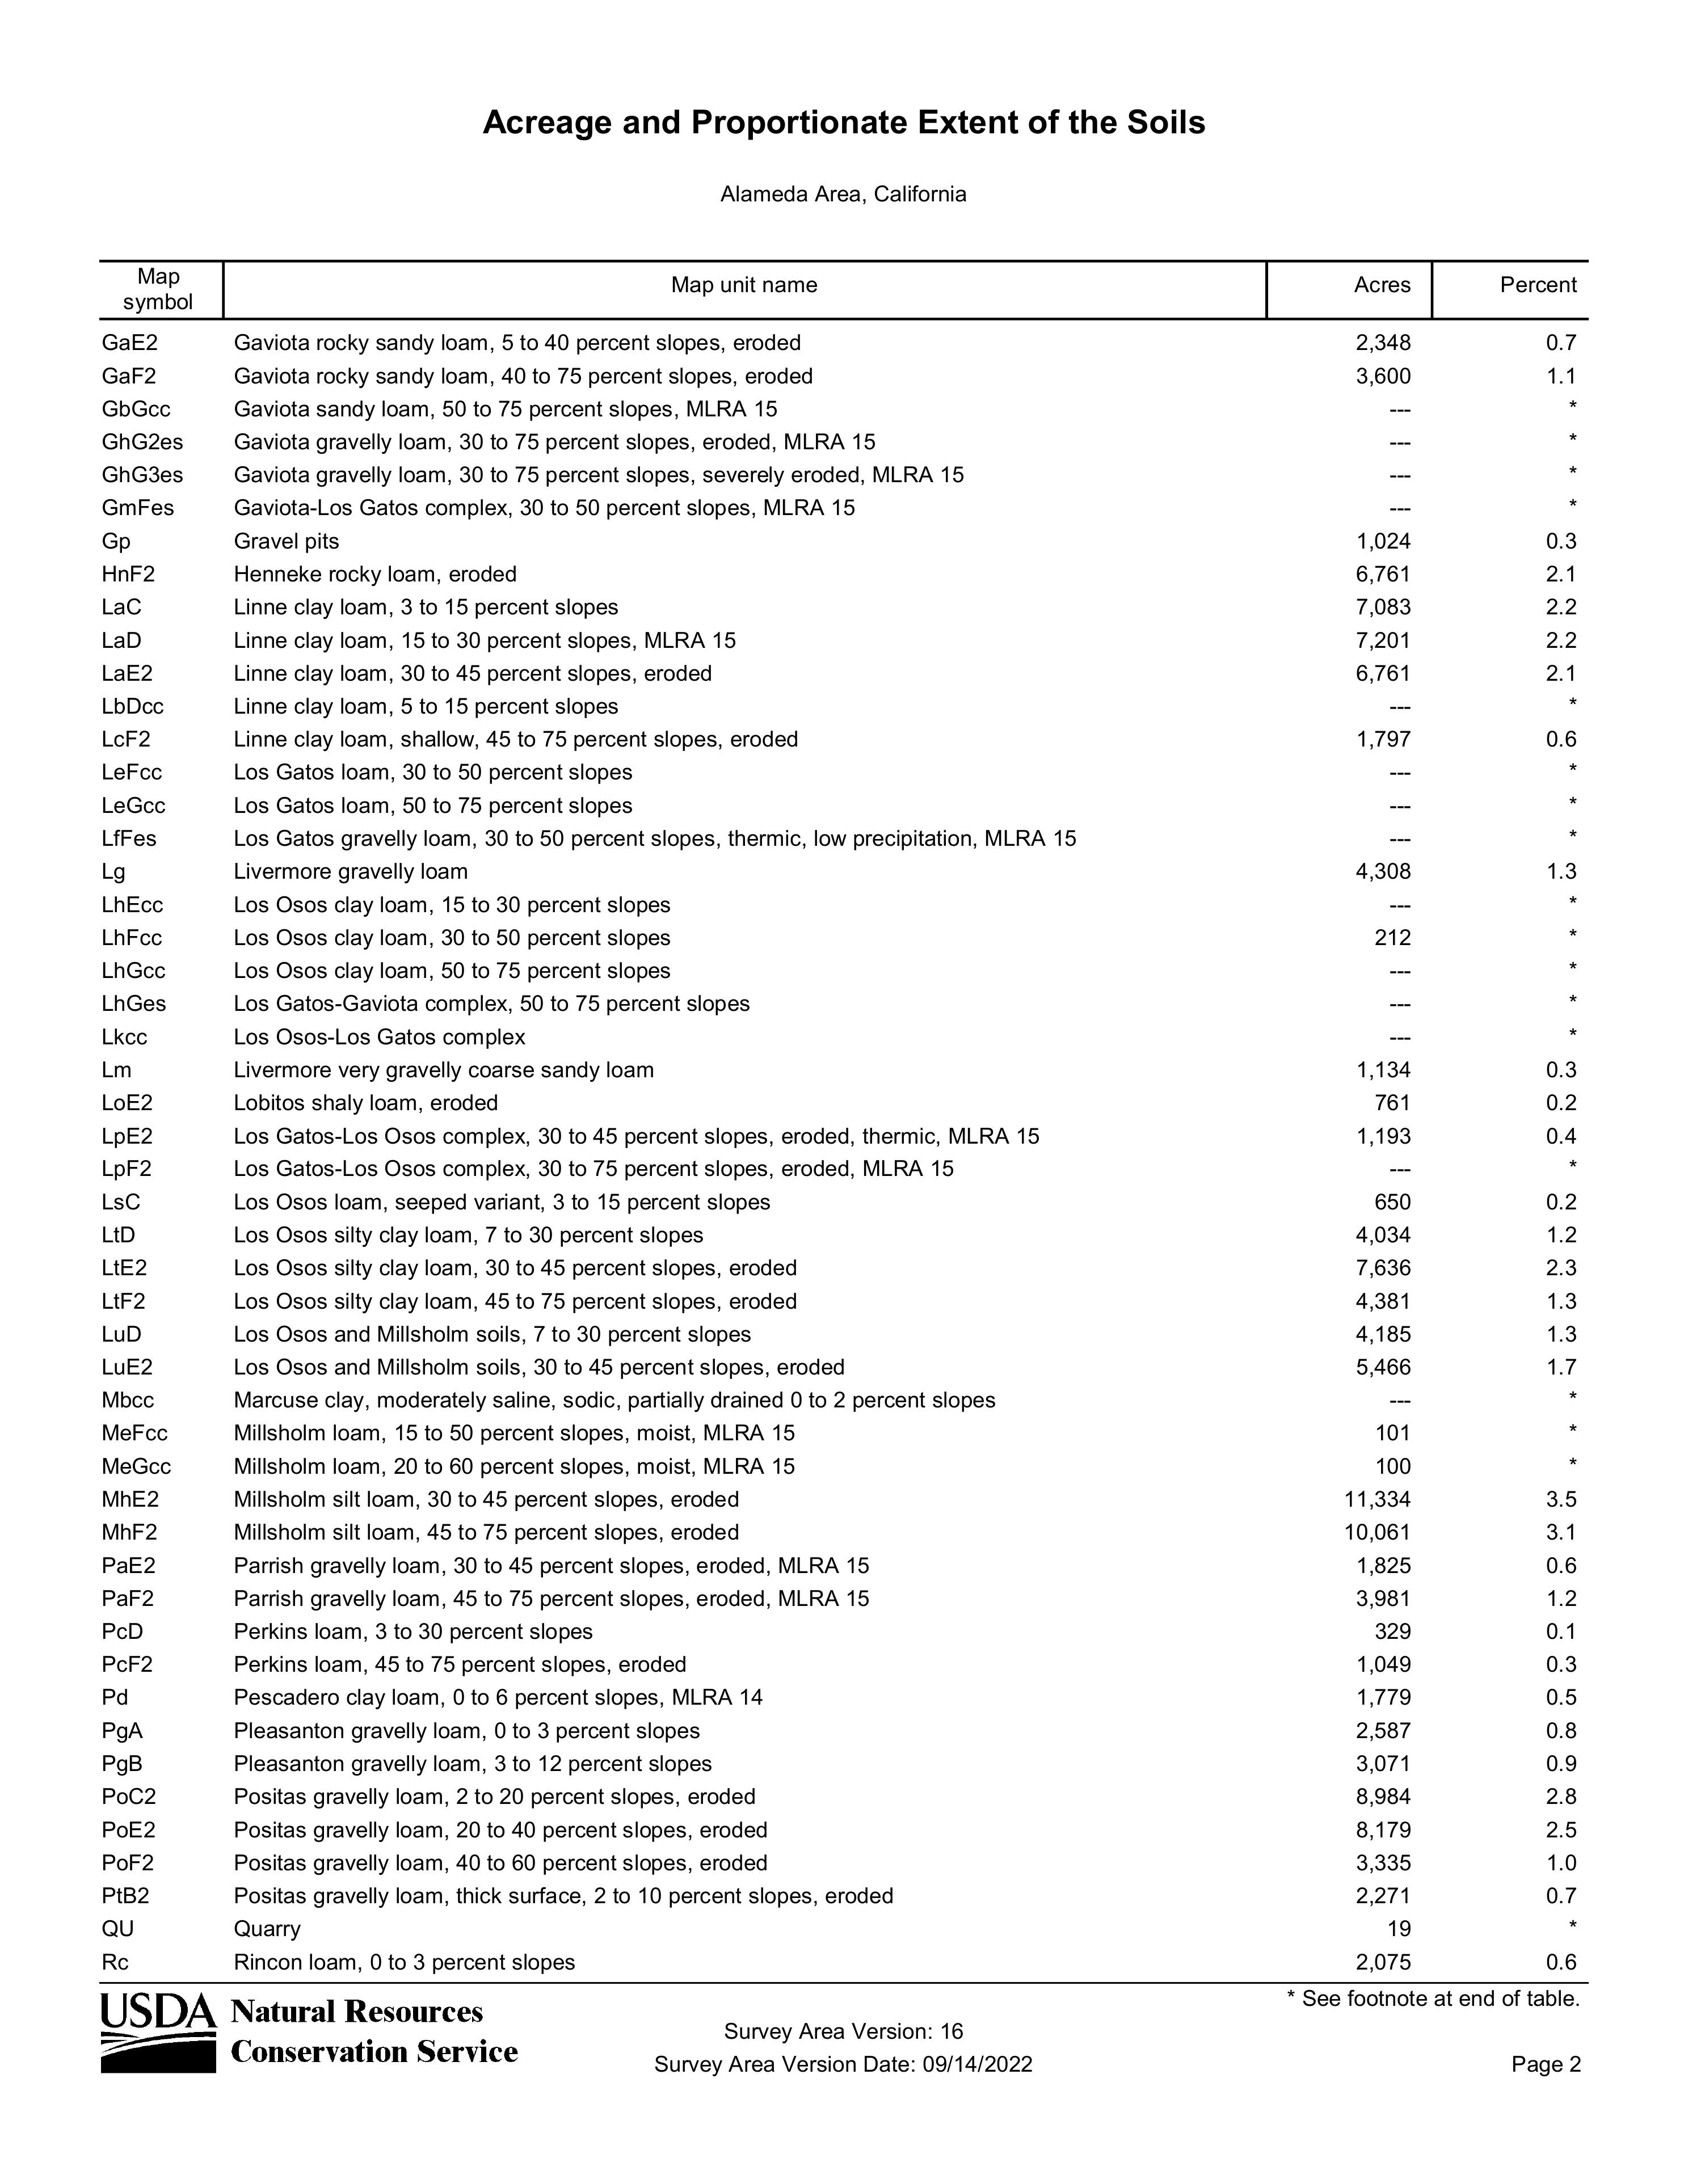 Acreage and Proportionate Extent of the Soils
Alameda Area, California
Map symbol Map unit name Acres Percent
GaE2 Gaviota rocky sandy loam, 5 to 40 percent slopes, eroded 2,348 0.7
GaF2 Gaviota rocky sandy loam, 40 to 75 percent slopes, eroded 3,600 1.1
GbGcc Gaviota sandy loam, 50 to 75 percent slopes, MLRA 15 --- *
GhG2es Gaviota gravelly loam, 30 to 75 percent slopes, eroded, MLRA 15 --- *
GhG3es Gaviota gravelly loam, 30 to 75 percent slopes, severely eroded, MLRA 15 --- *
GmFes Gaviota-Los Gatos complex, 30 to 50 percent slopes, MLRA 15 --- *
Gp Gravel pits 1,024 0.3
HnF2 Henneke rocky loam, eroded 6,761 2.1
LaC Linne clay loam, 3 to 15 percent slopes 7,083 2.2
LaD Linne clay loam, 15 to 30 percent slopes, MLRA 15 7,201 2.2
LaE2 Linne clay loam, 30 to 45 percent slopes, eroded 6,761 2.1
LbDcc Linne clay loam, 5 to 15 percent slopes --- *
LcF2 Linne clay loam, shallow, 45 to 75 percent slopes, eroded 1,797 0.6
LeFcc Los Gatos loam, 30 to 50 percent slopes --- *
LeGcc Los Gatos loam, 50 to 75 percent slopes --- *
LfFes Los Gatos gravelly loam, 30 to 50 percent slopes, thermic, low precipitation, MLRA 15 --- *
Lg Livermore gravelly loam 4,308 1.3
LhEcc Los Osos clay loam, 15 to 30 percent slopes --- *
LhFcc Los Osos clay loam, 30 to 50 percent slopes 212 *
LhGcc Los Osos clay loam, 50 to 75 percent slopes --- *
LhGes Los Gatos-Gaviota complex, 50 to 75 percent slopes --- *
Lkcc Los Osos-Los Gatos complex --- *
Lm Livermore very gravelly coarse sandy loam 1,134 0.3
LoE2 Lobitos shaly loam, eroded 761 0.2
LpE2 Los Gatos-Los Osos complex, 30 to 45 percent slopes, eroded, thermic, MLRA 15 1,193 0.4
LpF2 Los Gatos-Los Osos complex, 30 to 75 percent slopes, eroded, MLRA 15 --- *
LsC Los Osos loam, seeped variant, 3 to 15 percent slopes 650 0.2
LtD Los Osos silty clay loam, 7 to 30 percent slopes 4,034 1.2
LtE2 Los Osos silty clay loam, 30 to 45 percent slopes, eroded 7,636 2.3
LtF2 Los Osos silty clay loam, 45 to 75 percent slopes, eroded 4,381 1.3
LuD Los Osos and Millsholm soils, 7 to 30 percent slopes 4,185 1.3
LuE2 Los Osos and Millsholm soils, 30 to 45 percent slopes, eroded 5,466 1.7
Mbcc Marcuse clay, moderately saline, sodic, partially drained 0 to 2 percent slopes --- *
MeFcc Millsholm loam, 15 to 50 percent slopes, moist, MLRA 15 101 *
MeGcc Millsholm loam, 20 to 60 percent slopes, moist, MLRA 15 100 *
MhE2 Millsholm silt loam, 30 to 45 percent slopes, eroded 11,334 3.5
MhF2 Millsholm silt loam, 45 to 75 percent slopes, eroded 10,061 3.1
PaE2 Parrish gravelly loam, 30 to 45 percent slopes, eroded, MLRA 15 1,825 0.6
PaF2 Parrish gravelly loam, 45 to 75 percent slopes, eroded, MLRA 15 3,981 1.2
PcD Perkins loam, 3 to 30 percent slopes 329 0.1
PcF2 Perkins loam, 45 to 75 percent slopes, eroded 1,049 0.3
Pd Pescadero clay loam, 0 to 6 percent slopes, MLRA 14 1,779 0.5
PgA Pleasanton gravelly loam, 0 to 3 percent slopes 2,587 0.8
PgB Pleasanton gravelly loam, 3 to 12 percent slopes 3,071 0.9
PoC2 Positas gravelly loam, 2 to 20 percent slopes, eroded 8,984 2.8
PoE2 Positas gravelly loam, 20 to 40 percent slopes, eroded 8,179 2.5
PoF2 Positas gravelly loam, 40 to 60 percent slopes, eroded 3,335 1.0
PtB2 Positas gravelly loam, thick surface, 2 to 10 percent slopes, eroded 2,271 0.7
QU Quarry 19 *
Rc Rincon loam, 0 to 3 percent slopes 2,075 0.6
* See footnote at end of table.
USDA Natural Resources
Conservation Service
Survey Area Version: 16
Survey Area Version Date: 09/14/2022
Page 2